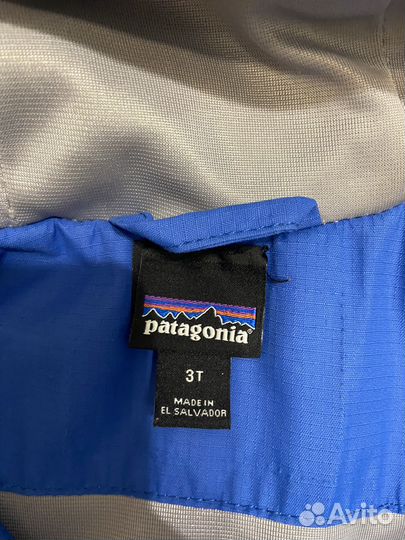 patagonia®
3T
MADE IN
EL SALVADOR
Avito